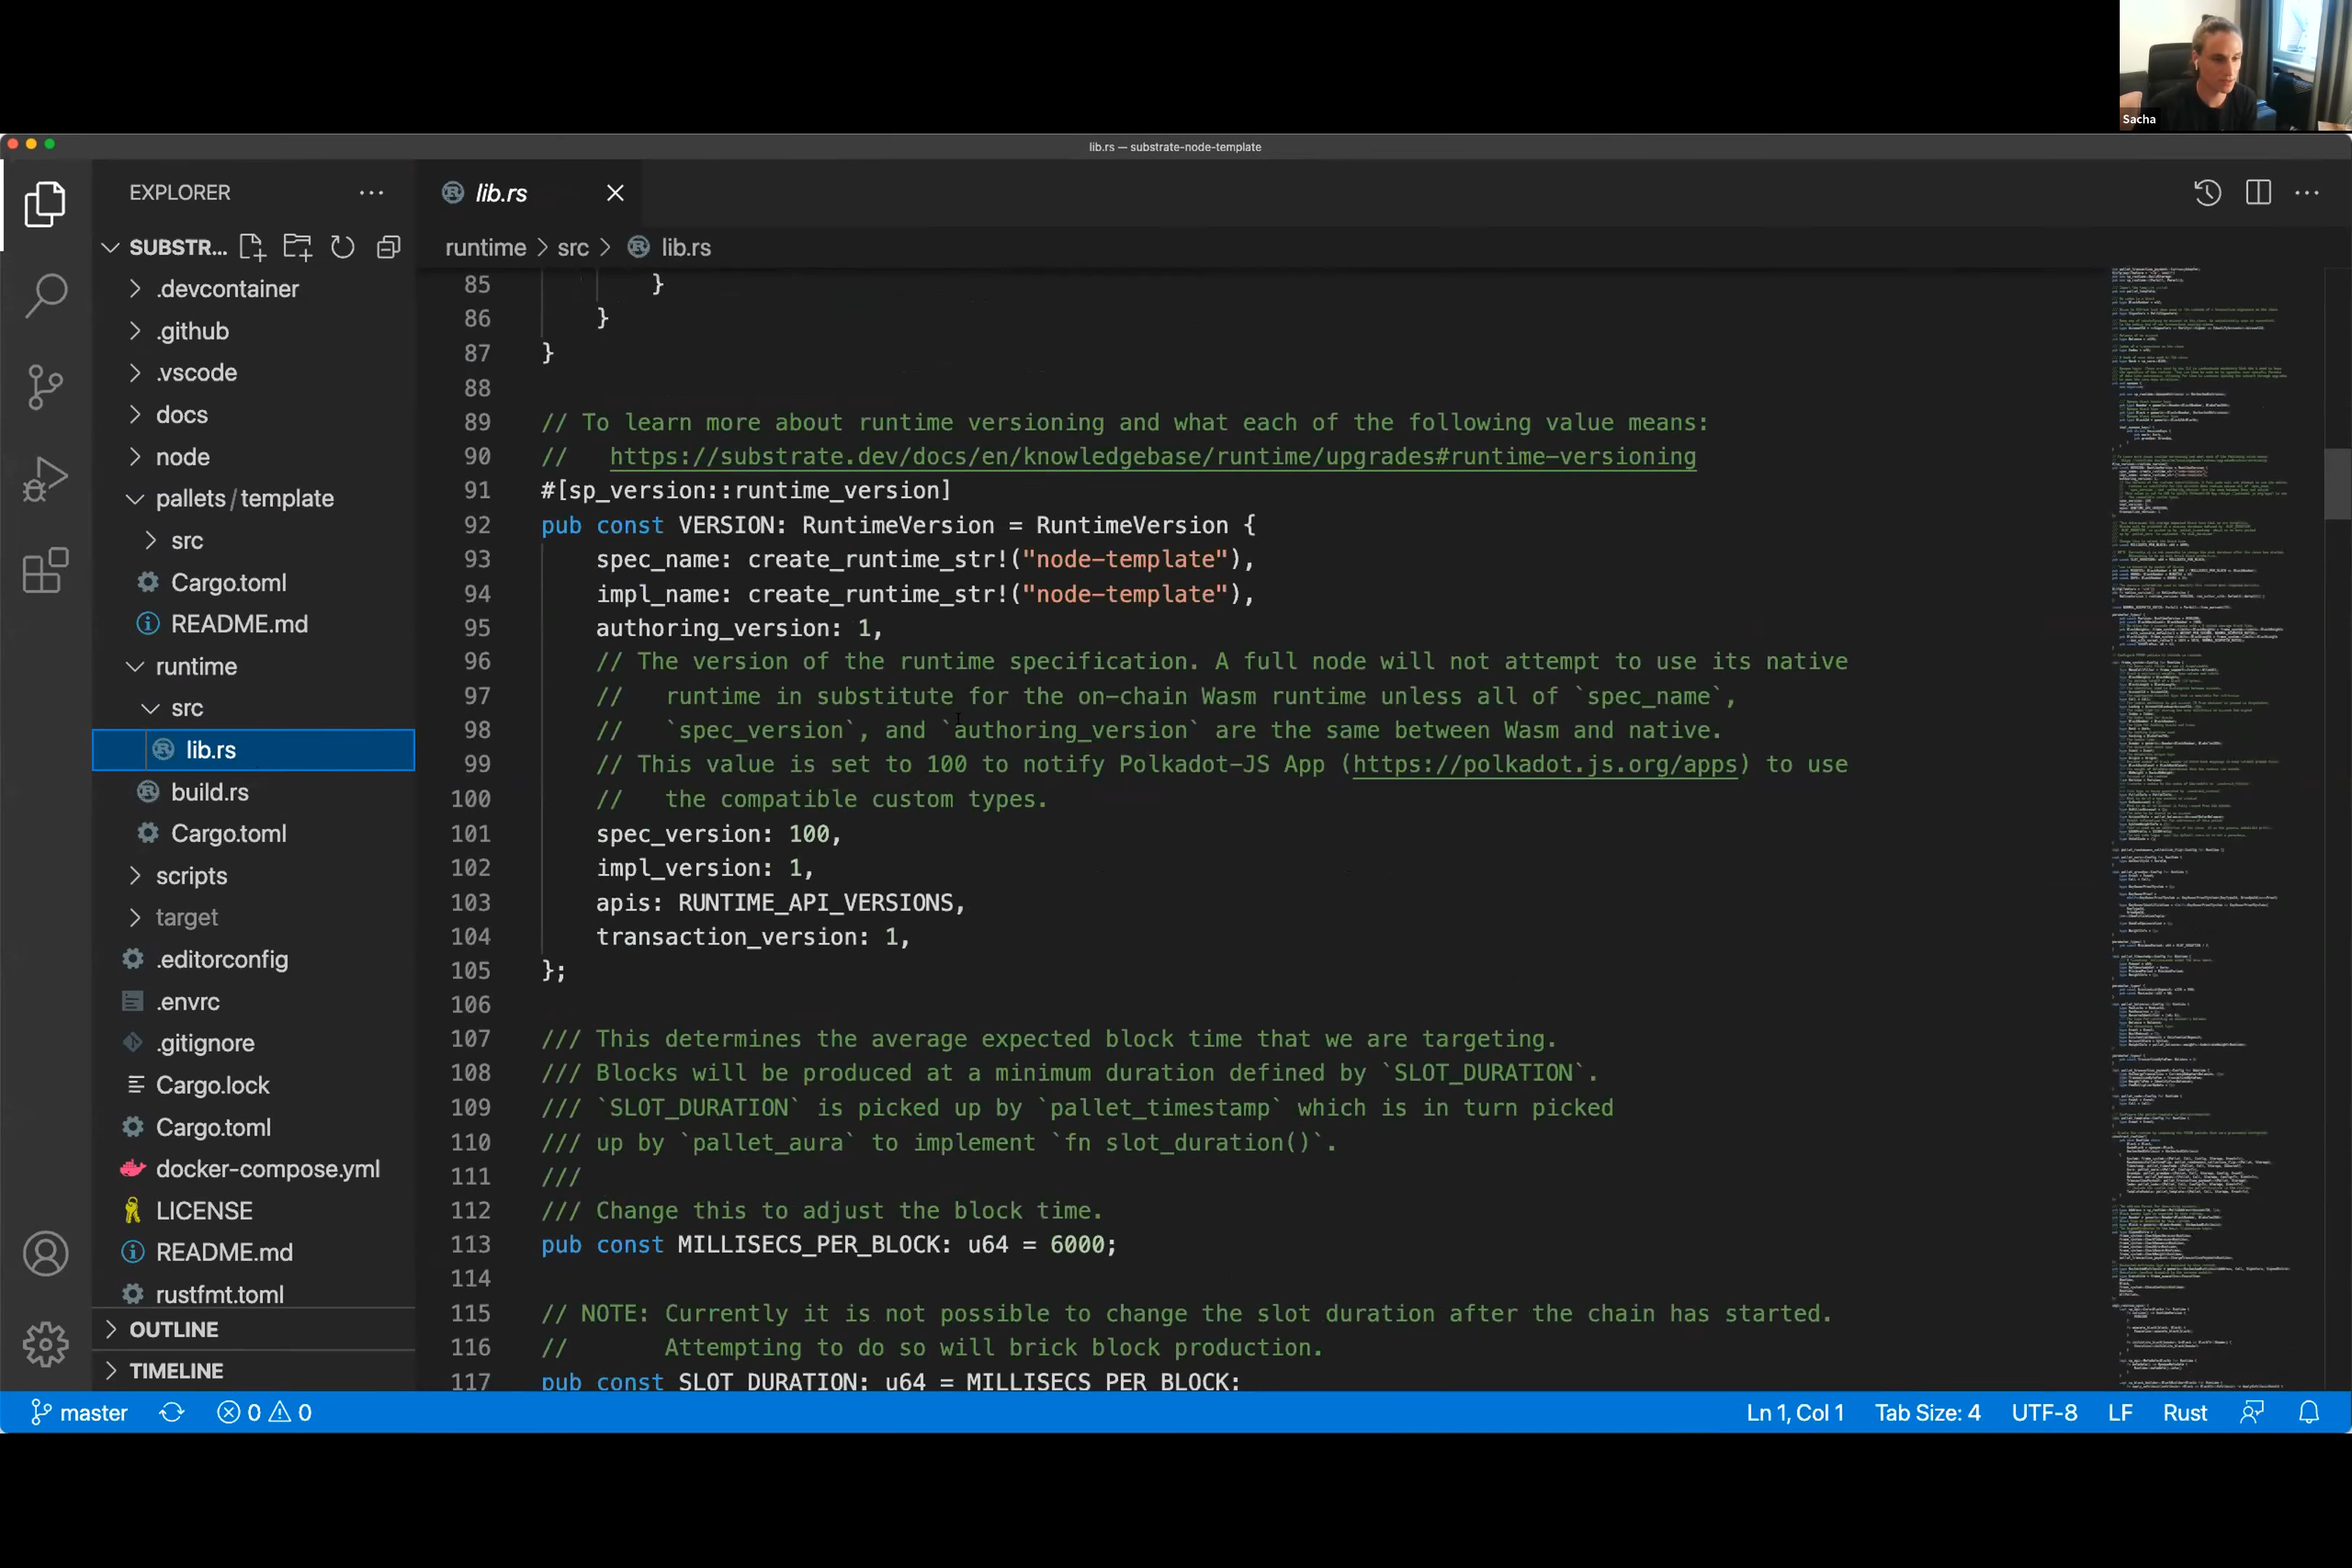 Sacha
lib.rs — substrate-node-template
EXPLORER
lib.rs
SUBSTR...
runtime > src > lib.rs
.devcontainer
.github
.vscode
docs
node
pallets/template
src
Cargo.toml
README.md
runtime
src
lib.rs
build.rs
Cargo.toml
scripts
target
.editorconfig
.envrc
.gitignore
Cargo.lock
Cargo.toml
docker-compose.yml
LICENSE
README.md
rustfmt.toml
OUTLINE
TIMELINE
85 }
86 }
87 }
88
89 // To learn more about runtime versioning and what each of the following value means:
90 //   https://substrate.dev/docs/en/knowledgebase/runtime/upgrades#runtime-versioning
91 #[sp_version::runtime_version]
92 pub const VERSION: RuntimeVersion = RuntimeVersion {
93 spec_name: create_runtime_str!("node-template"),
94 impl_name: create_runtime_str!("node-template"),
95 authoring_version: 1,
96 // The version of the runtime specification. A full node will not attempt to use its native
97 //   runtime in substitute for the on-chain Wasm runtime unless all of `spec_name`,
98 //   `spec_version`, and `authoring_version` are the same between Wasm and native.
99 // This value is set to 100 to notify Polkadot-JS App (https://polkadot.js.org/apps) to use
100 //   the compatible custom types.
101 spec_version: 100,
102 impl_version: 1,
103 apis: RUNTIME_API_VERSIONS,
104 transaction_version: 1,
105 };
106
107 /// This determines the average expected block time that we are targeting.
108 /// Blocks will be produced at a minimum duration defined by `SLOT_DURATION`.
109 /// `SLOT_DURATION` is picked up by `pallet_timestamp` which is in turn picked
110 /// up by `pallet_aura` to implement `fn slot_duration()`.
111 ///
112 /// Change this to adjust the block time.
113 pub const MILLISECS_PER_BLOCK: u64 = 6000;
114
115 // NOTE: Currently it is not possible to change the slot duration after the chain has started.
116 //       Attempting to do so will brick block production.
117 pub const SLOT_DURATION: u64 = MILLISECS_PER_BLOCK;
master
0 0
Ln 1, Col 1
Tab Size: 4
UTF-8
LF
Rust